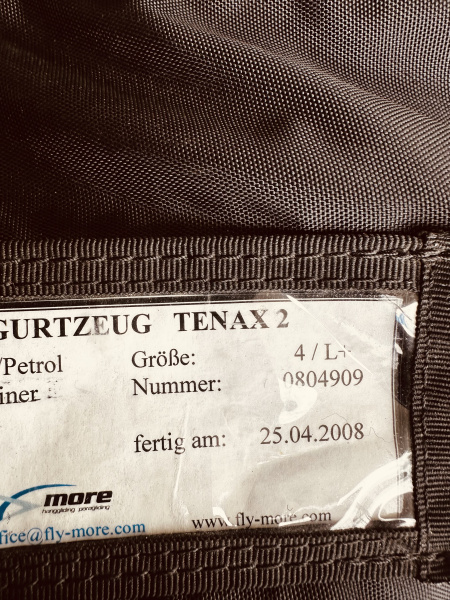 GURTZEUG TENAX 2
/Petrol Größe: 4 / L+
iner Nummer: 0804909
fertig am: 25.04.2008
more
hanggliding paragliding
ffice@fly-more.com www.fly-more.com